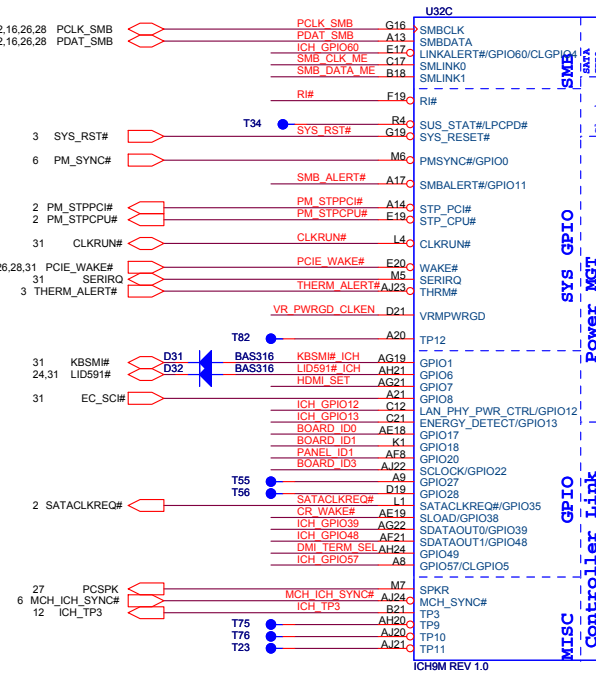 U32C
2,16,26,28 PCLK_SMB PCLK_SMB G16 SMBCLK
2,16,26,28 PDAT_SMB PDAT_SMB A13 SMBDATA
ICH_GPIO60 E17 LINKALERT#/GPIO60/CLGPIO4
SMB_CLK_ME C17 SMLINK0
SMB_DATA_ME B18 SMLINK1
SMB
SATA
RI# F19 RI#
T34 R4 SUS_STAT#/LPCPD#
3 SYS_RST# SYS_RST# G19 SYS_RESET#
6 PM_SYNC# M6 PMSYNC#/GPIO0
SMB_ALERT# A17 SMBALERT#/GPIO11
2 PM_STPPCI# PM_STPPCI# A14 STP_PCI#
2 PM_STPCPU# PM_STPCPU# E19 STP_CPU#
31 CLKRUN# CLKRUN# L4 CLKRUN#
26,28,31 PCIE_WAKE# PCIE_WAKE# E20 WAKE#
31 SERIRQ M5 SERIRQ
3 THERM_ALERT# THERM_ALERT# AJ23 THRM#
VR_PWRGD_CLKEN D21 VRMPWRGD
T82 A20 TP12
SYS GPIO
Power MGT
31 KBSMI# D31 BAS316 KBSMI#_ICH AG19 GPIO1
24,31 LID591# D32 BAS316 LID591#_ICH AH21 GPIO6
HDMI_SET AG21 GPIO7
31 EC_SCI# A21 GPIO8
ICH_GPIO12 C12 LAN_PHY_PWR_CTRL/GPIO12
ICH_GPIO13 C21 ENERGY_DETECT/GPIO13
BOARD_ID0 AE18 GPIO17
BOARD_ID1 K1 GPIO18
PANEL_ID1 AF8 GPIO20
BOARD_ID3 AJ22 SCLOCK/GPIO22
T55 A9 GPIO27
T56 D19 GPIO28
2 SATACLKREQ# SATACLKREQ# L1 SATACLKREQ#/GPIO35
CR_WAKE# AE19 SLOAD/GPIO38
ICH_GPIO39 AG22 SDATAOUT0/GPIO39
ICH_GPIO48 AF21 SDATAOUT1/GPIO48
DMI_TERM_SEL AH24 GPIO49
ICH_GPIO57 A8 GPIO57/CLGPIO5
GPIO
Controller Link
27 PCSPK M7 SPKR
6 MCH_ICH_SYNC# MCH_ICH_SYNC# AJ24 MCH_SYNC#
12 ICH_TP3 ICH_TP3 B21 TP3
T75 AH20 TP9
T76 AJ20 TP10
T23 AJ21 TP11
MISC
ICH9M REV 1.0